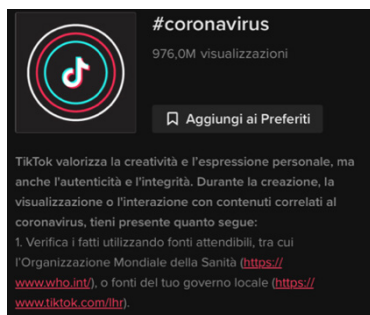 #coronavirus
976,0M visualizzazioni
Aggiungi ai Preferiti
TikTok valorizza la creatività e l'espressione personale, ma
anche l'autenticità e l'integrità. Durante la creazione, la
visualizzazione o l'interazione con contenuti correlati al
coronavirus, tieni presente quanto segue:
1. Verifica i fatti utilizzando fonti attendibili, tra cui
l'Organizzazione Mondiale della Sanità (https://
www.who.int/), o fonti del tuo governo locale (https://
www.tiktok.com/lhr).